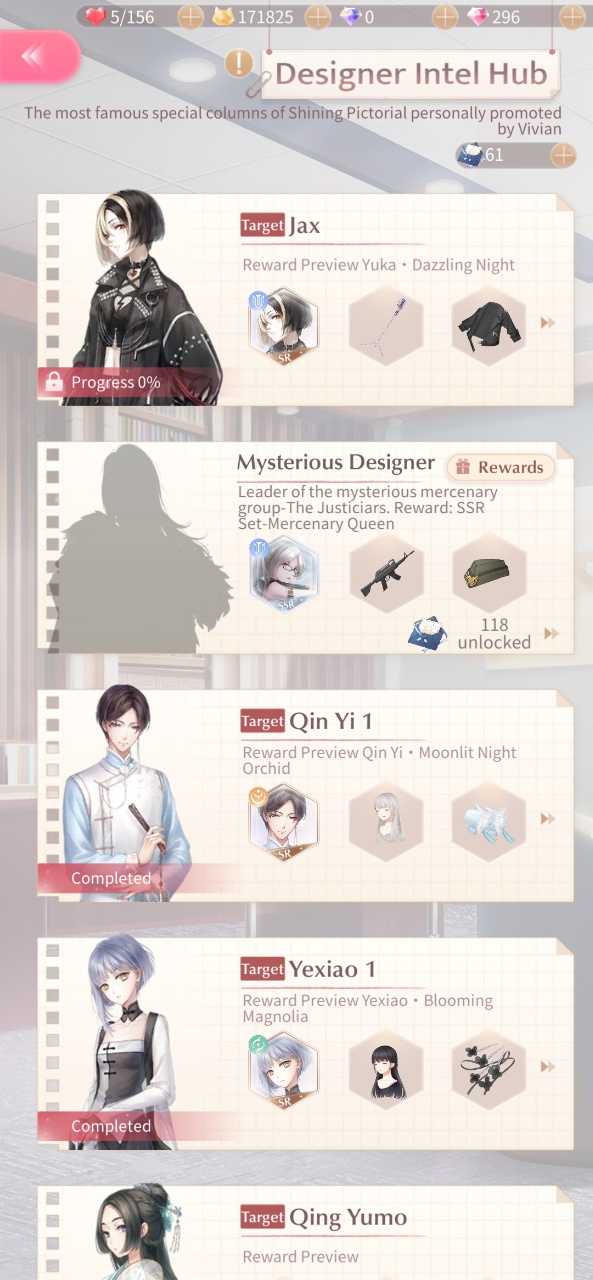 5/156
171825
0
296
Designer Intel Hub
The most famous special columns of Shining Pictorial personally promoted
by Vivian
61
Target Jax
Reward Preview Yuka・Dazzling Night
SR
Progress 0%
Mysterious Designer
Rewards
Leader of the mysterious mercenary
group-The Justiciars. Reward: SSR
Set-Mercenary Queen
SSR
118
unlocked
Target Qin Yi 1
Reward Preview Qin Yi・Moonlit Night
Orchid
SR
Completed
Target Yexiao 1
Reward Preview Yexiao・Blooming
Magnolia
SR
Completed
Target Qing Yumo
Reward Preview